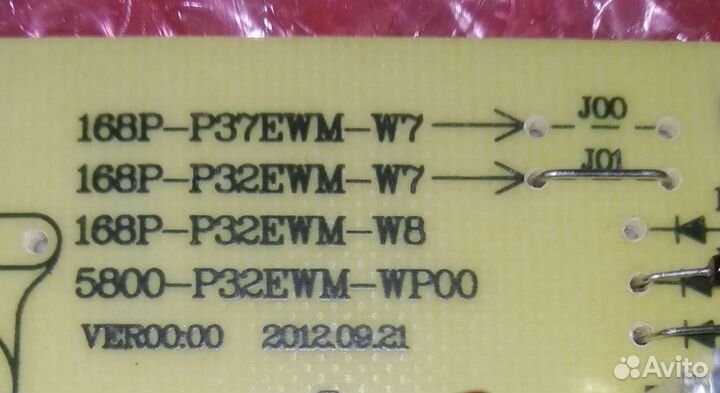 168P-P37EWM-W7 J00
168P-P32EWM-W7 J01
168P-P32EWM-W8
5800-P32EWM-WP00
VER00:00 2012.09.21
Avito